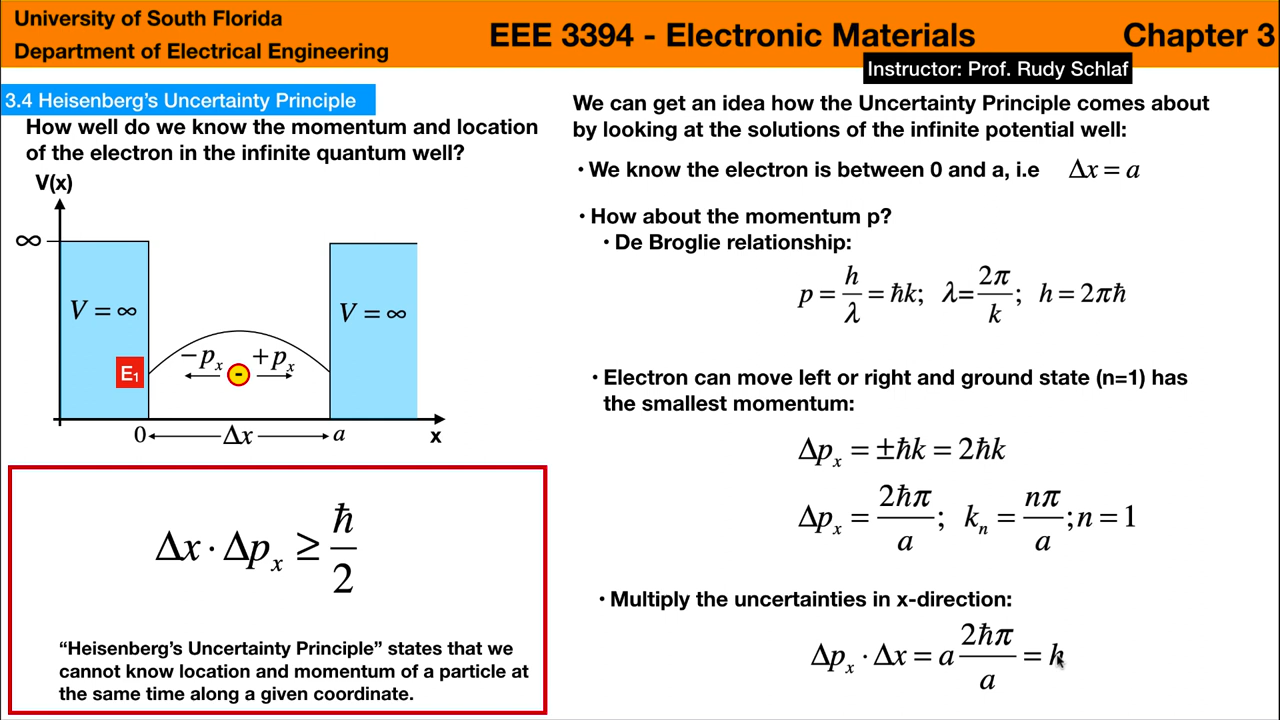 University of South Florida
Department of Electrical Engineering
EEE 3394 - Electronic Materials
Chapter 3
Instructor: Prof. Rudy Schlaf
3.4 Heisenberg's Uncertainty Principle
How well do we know the momentum and location
of the electron in the infinite quantum well?
V(x)
∞
V = ∞
V = ∞
−pₓ +pₓ
E₁
-
0 Δx a x
Δx · Δpₓ ≥ ħ/2
“Heisenberg's Uncertainty Principle” states that we
cannot know location and momentum of a particle at
the same time along a given coordinate.
We can get an idea how the Uncertainty Principle comes about
by looking at the solutions of the infinite potential well:
• We know the electron is between 0 and a, i.e Δx = a
• How about the momentum p?
• De Broglie relationship:
p = h/λ = ħk; λ= 2π/k; h = 2πħ
• Electron can move left or right and ground state (n=1) has
the smallest momentum:
Δpₓ = ±ħk = 2ħk
Δpₓ = 2ħπ/a; kₙ = nπ/a; n = 1
• Multiply the uncertainties in x-direction:
Δpₓ · Δx = a 2ħπ/a = h